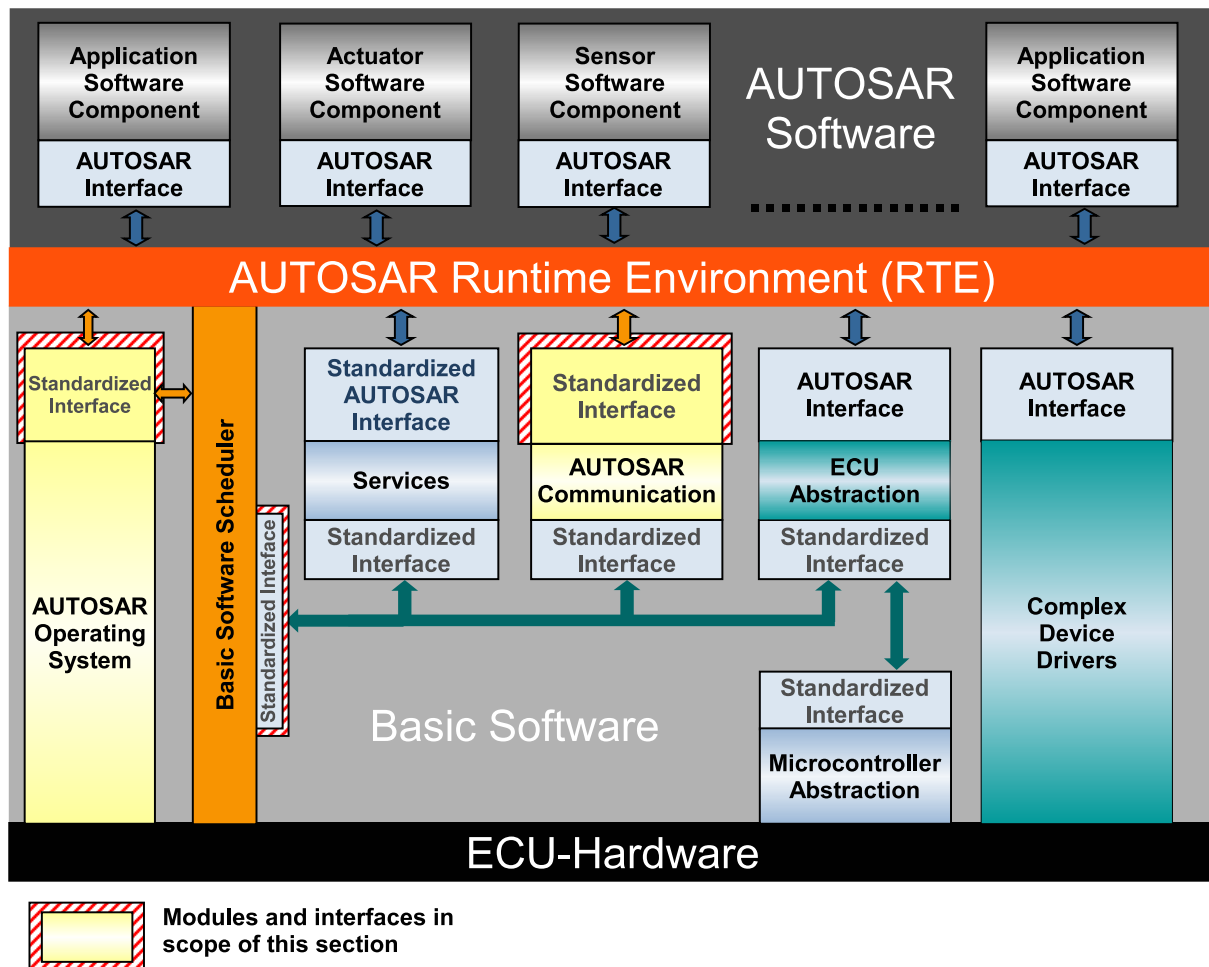 Application
Software
Component
AUTOSAR
Interface
Actuator
Software
Component
AUTOSAR
Interface
Sensor
Software
Component
AUTOSAR
Interface
AUTOSAR
Software
Application
Software
Component
AUTOSAR
Interface
AUTOSAR Runtime Environment (RTE)
Standardized
Interface
AUTOSAR
Operating
System
Basic Software Scheduler
Standardized Inteface
Standardized
AUTOSAR
Interface
Services
Standardized
Interface
Standardized
Interface
AUTOSAR
Communication
Standardized
Interface
AUTOSAR
Interface
ECU
Abstraction
Standardized
Interface
Standardized
Interface
Microcontroller
Abstraction
AUTOSAR
Interface
Complex
Device
Drivers
Basic Software
ECU-Hardware
Modules and interfaces in
scope of this section